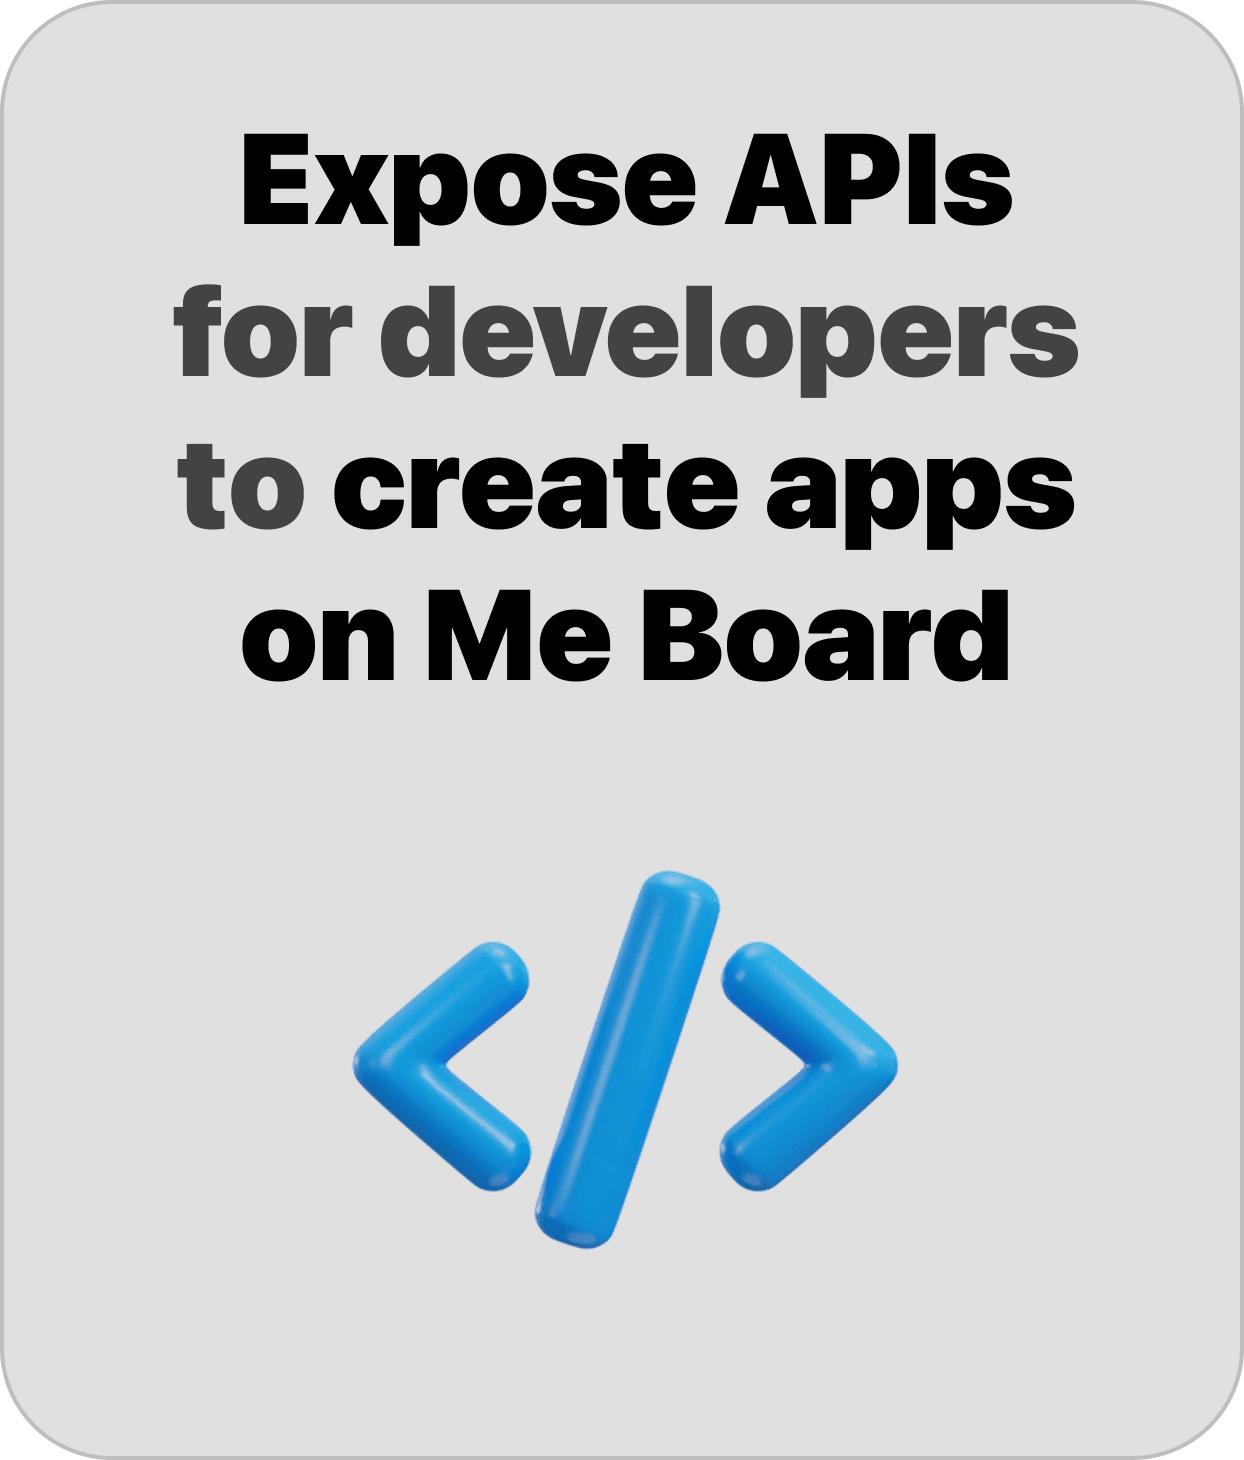 Expose APIs
for developers
to create apps
on Me Board
</>